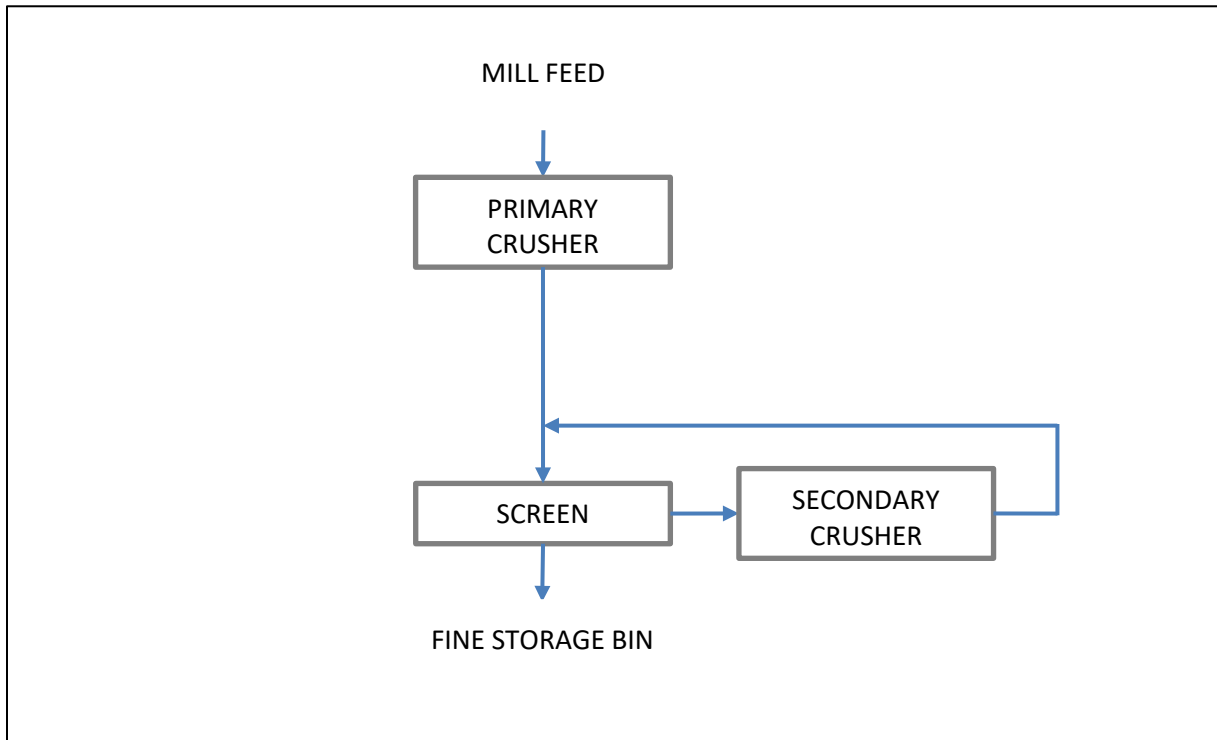 MILL FEED
PRIMARY
CRUSHER
SCREEN
SECONDARY
CRUSHER
FINE STORAGE BIN